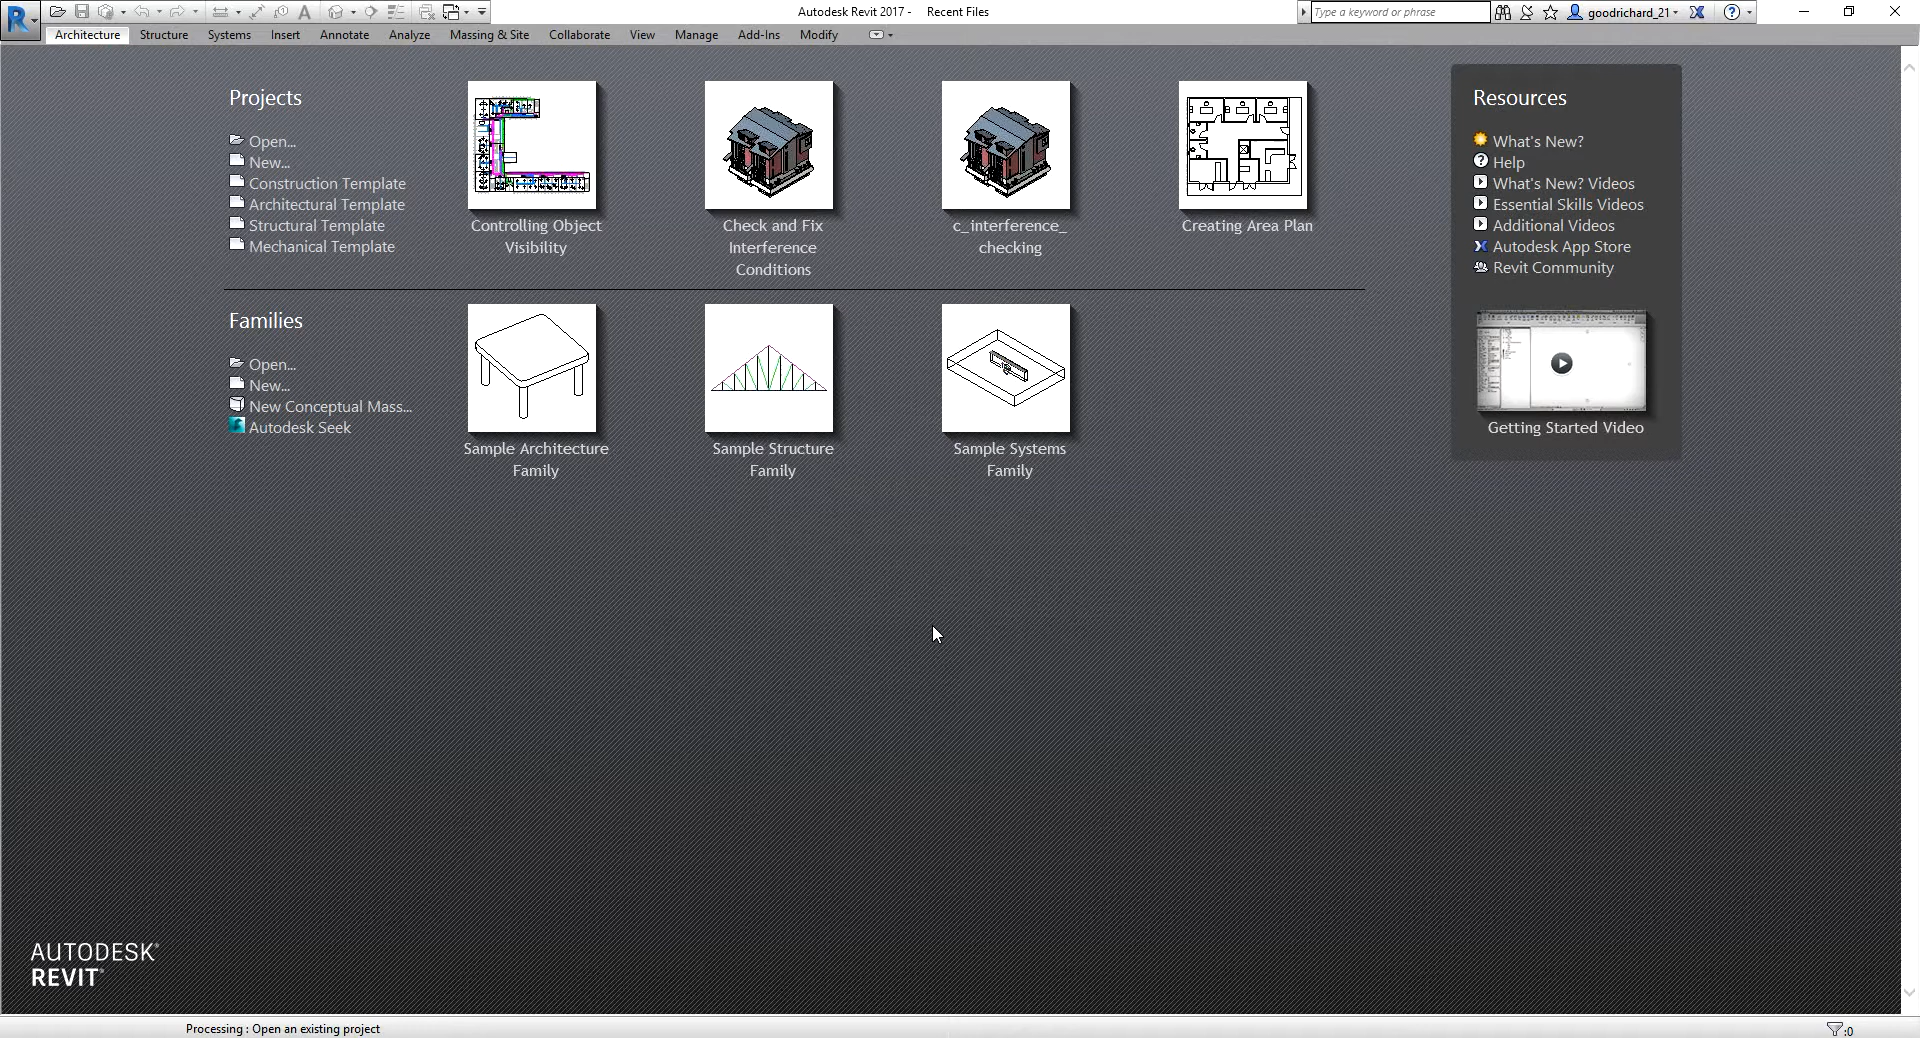 Autodesk Revit 2017 -    Recent Files
Type a keyword or phrase
goodrichard_21
Architecture
Structure
Systems
Insert
Annotate
Analyze
Massing & Site
Collaborate
View
Manage
Add-Ins
Modify
Projects
Open...
New...
Construction Template
Architectural Template
Structural Template
Mechanical Template
Controlling Object
Visibility
Check and Fix
Interference
Conditions
c_interference_
checking
Creating Area Plan
Families
Open...
New...
New Conceptual Mass...
Autodesk Seek
Sample Architecture
Family
Sample Structure
Family
Sample Systems
Family
Resources
What's New?
Help
What's New? Videos
Essential Skills Videos
Additional Videos
Autodesk App Store
Revit Community
Getting Started Video
AUTODESK®
REVIT®
Processing : Open an existing project
:0